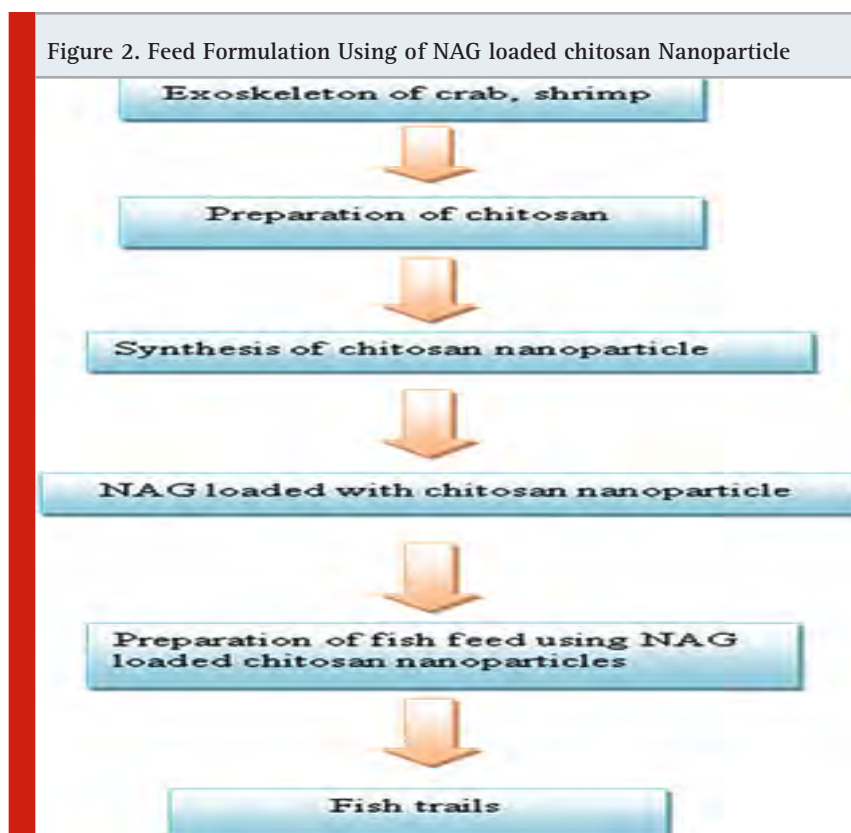 Figure 2. Feed Formulation Using of NAG loaded chitosan Nanoparticle
Exoskeleton of crab, shrimp
Preparation of chitosan
Synthesis of chitosan nanoparticle
NAG loaded with chitosan nanoparticle
Preparation of fish feed using NAG
loaded chitosan nanoparticles
Fish trails